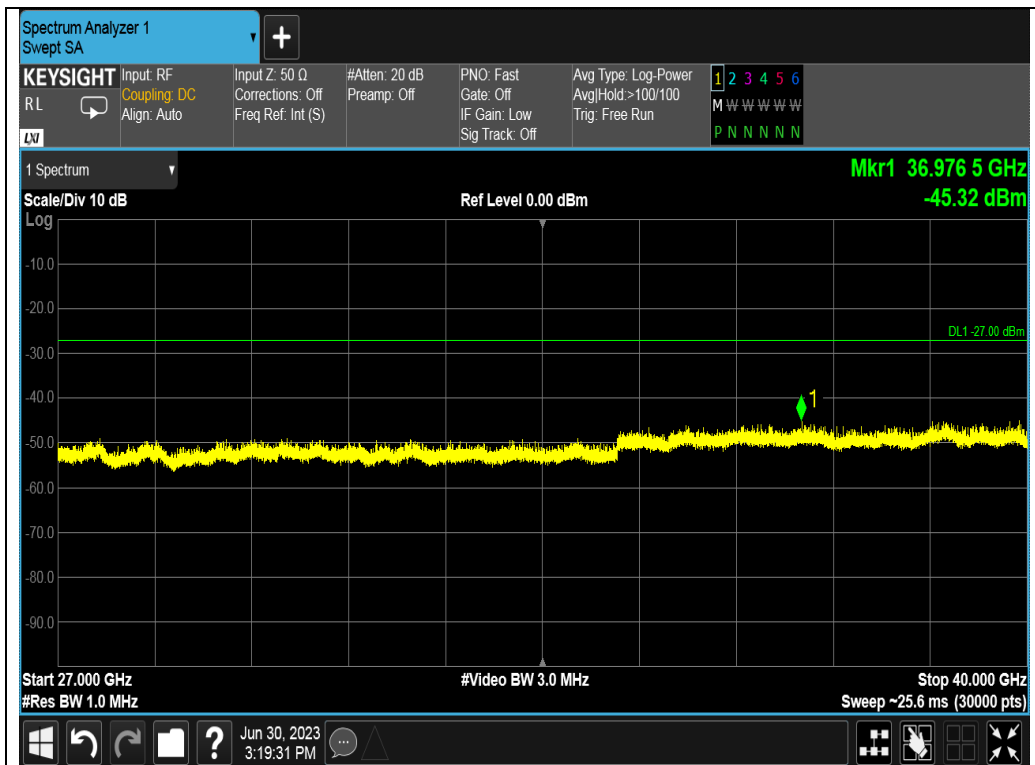 Spectrum Analyzer 1
Swept SA
KEYSIGHT
RL
LXI
Input: RF
Coupling: DC
Align: Auto
Input Z: 50 Ω
Corrections: Off
Freq Ref: Int (S)
#Atten: 20 dB
Preamp: Off
PNO: Fast
Gate: Off
IF Gain: Low
Sig Track: Off
Avg Type: Log-Power
Avg|Hold:>100/100
Trig: Free Run
1 2 3 4 5 6
M W W W W W
P N N N N N
1 Spectrum
Mkr1 36.976 5 GHz
-45.32 dBm
Scale/Div 10 dB
Ref Level 0.00 dBm
Log
-10.0
-20.0
DL1 -27.00 dBm
-30.0
-40.0
1
-50.0
-60.0
-70.0
-80.0
-90.0
Start 27.000 GHz
#Video BW 3.0 MHz
Stop 40.000 GHz
#Res BW 1.0 MHz
Sweep ~25.6 ms (30000 pts)
Jun 30, 2023
3:19:31 PM